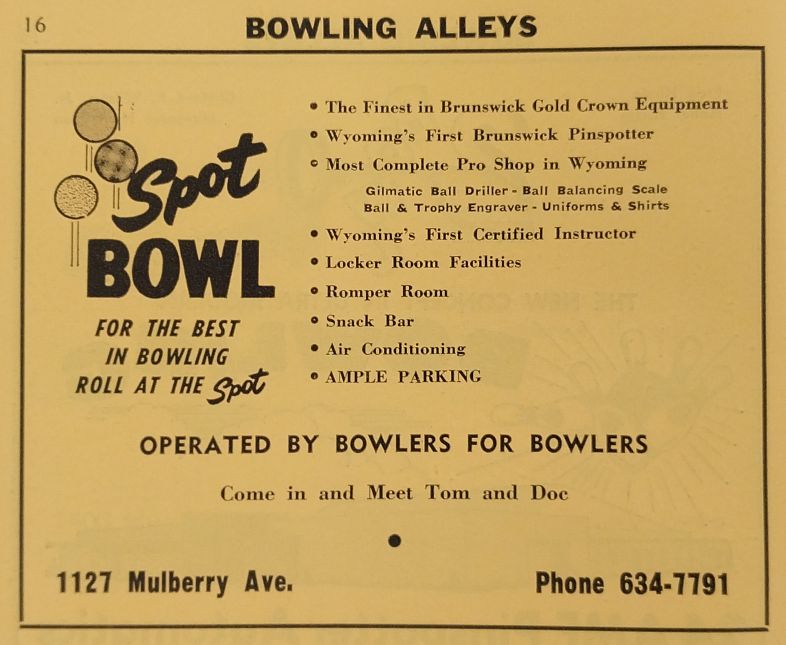 16
BOWLING ALLEYS
Spot
BOWL
FOR THE BEST
IN BOWLING
ROLL AT THE Spot
• The Finest in Brunswick Gold Crown Equipment
• Wyoming's First Brunswick Pinspotter
• Most Complete Pro Shop in Wyoming
Gilmatic Ball Driller - Ball Balancing Scale
Ball & Trophy Engraver - Uniforms & Shirts
• Wyoming's First Certified Instructor
• Locker Room Facilities
• Romper Room
• Snack Bar
• Air Conditioning
• AMPLE PARKING
OPERATED BY BOWLERS FOR BOWLERS
Come in and Meet Tom and Doc
•
1127 Mulberry Ave.
Phone 634-7791